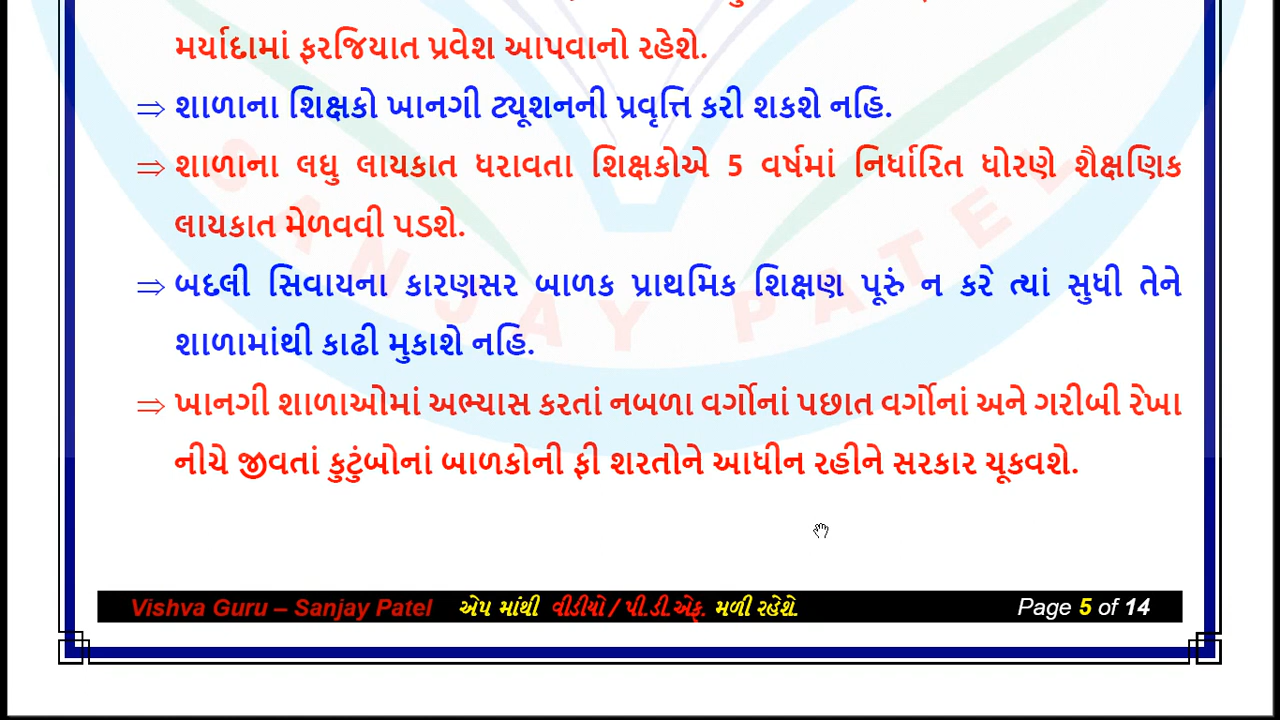 મર્યાદામાં ફરજિયાત પ્રવેશ આપવાનો રહેશે.
⇒ શાળાના શિક્ષકો ખાનગી ટ્યૂશનની પ્રવૃત્તિ કરી શકશે નહિ.
⇒ શાળાના લઘુ લાયકાત ધરાવતા શિક્ષકોએ 5 વર્ષમાં નિર્ધારિત ધોરણે શૈક્ષણિક
લાયકાત મેળવવી પડશે.
⇒ બદલી સિવાયના કારણસર બાળક પ્રાથમિક શિક્ષણ પૂરું ન કરે ત્યાં સુધી તેને
શાળામાંથી કાઢી મુકાશે નહિ.
⇒ ખાનગી શાળાઓમાં અભ્યાસ કરતાં નબળા વર્ગોનાં પછાત વર્ગોનાં અને ગરીબી રેખા
નીચે જીવતાં કુટુંબોનાં બાળકોની ફી શરતોને આધીન રહીને સરકાર ચૂકવશે.
SANJAY PATEL
Vishva Guru – Sanjay Patel એપ માંથી વીડીયો / પી.ડી.એફ. મળી રહેશે. Page 5 of 14